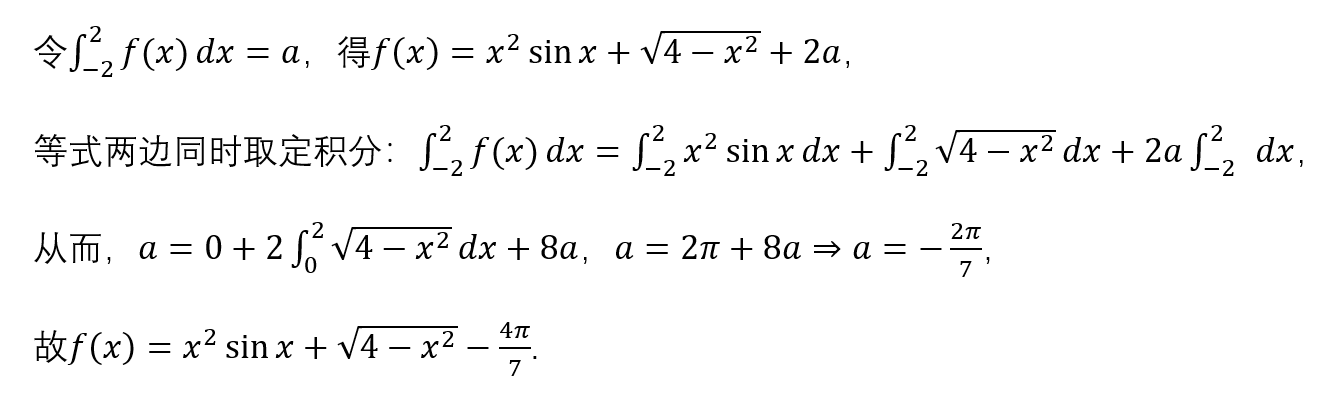 令∫_{-2}^{2} f(x) dx = a，得f(x) = x² sin x + √(4 − x²) + 2a，
等式两边同时取定积分：∫_{-2}^{2} f(x) dx = ∫_{-2}^{2} x² sin x dx + ∫_{-2}^{2} √(4 − x²) dx + 2a ∫_{-2}^{2} dx，
从而，a = 0 + 2 ∫_{0}^{2} √(4 − x²) dx + 8a，a = 2π + 8a ⇒ a = −\frac{2π}{7}，
故f(x) = x² sin x + √(4 − x²) − \frac{4π}{7}.